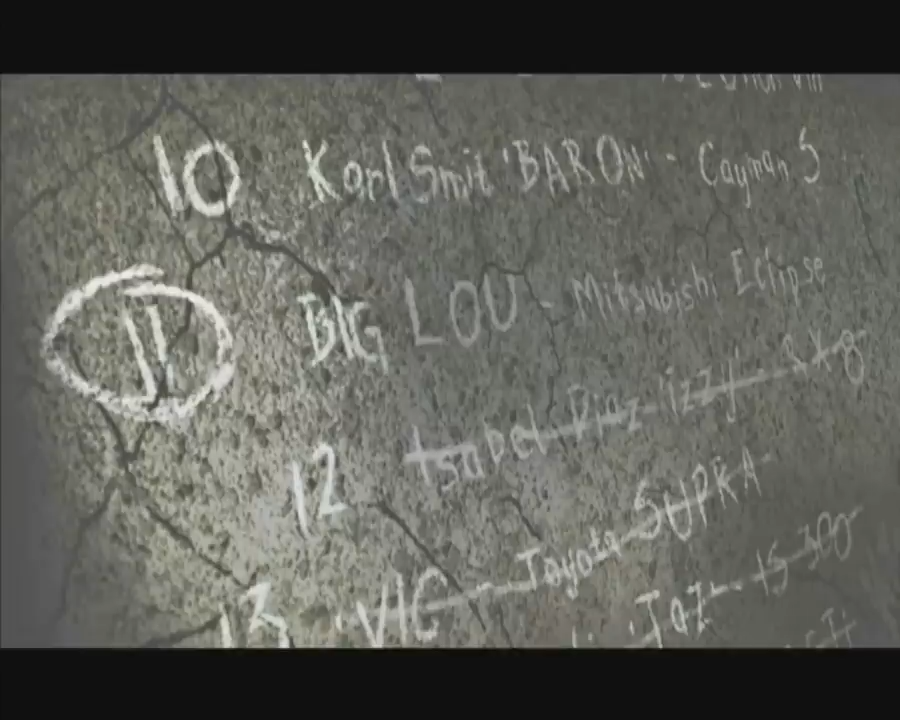 10 Karl Smit 'BARON' - Cayman S
11 BIG LOU - Mitsubishi Eclipse
12 Isabel Diaz 'izzy' - RX8
13 'VIC' - Toyota SUPRA
'JAZ' - IS 300